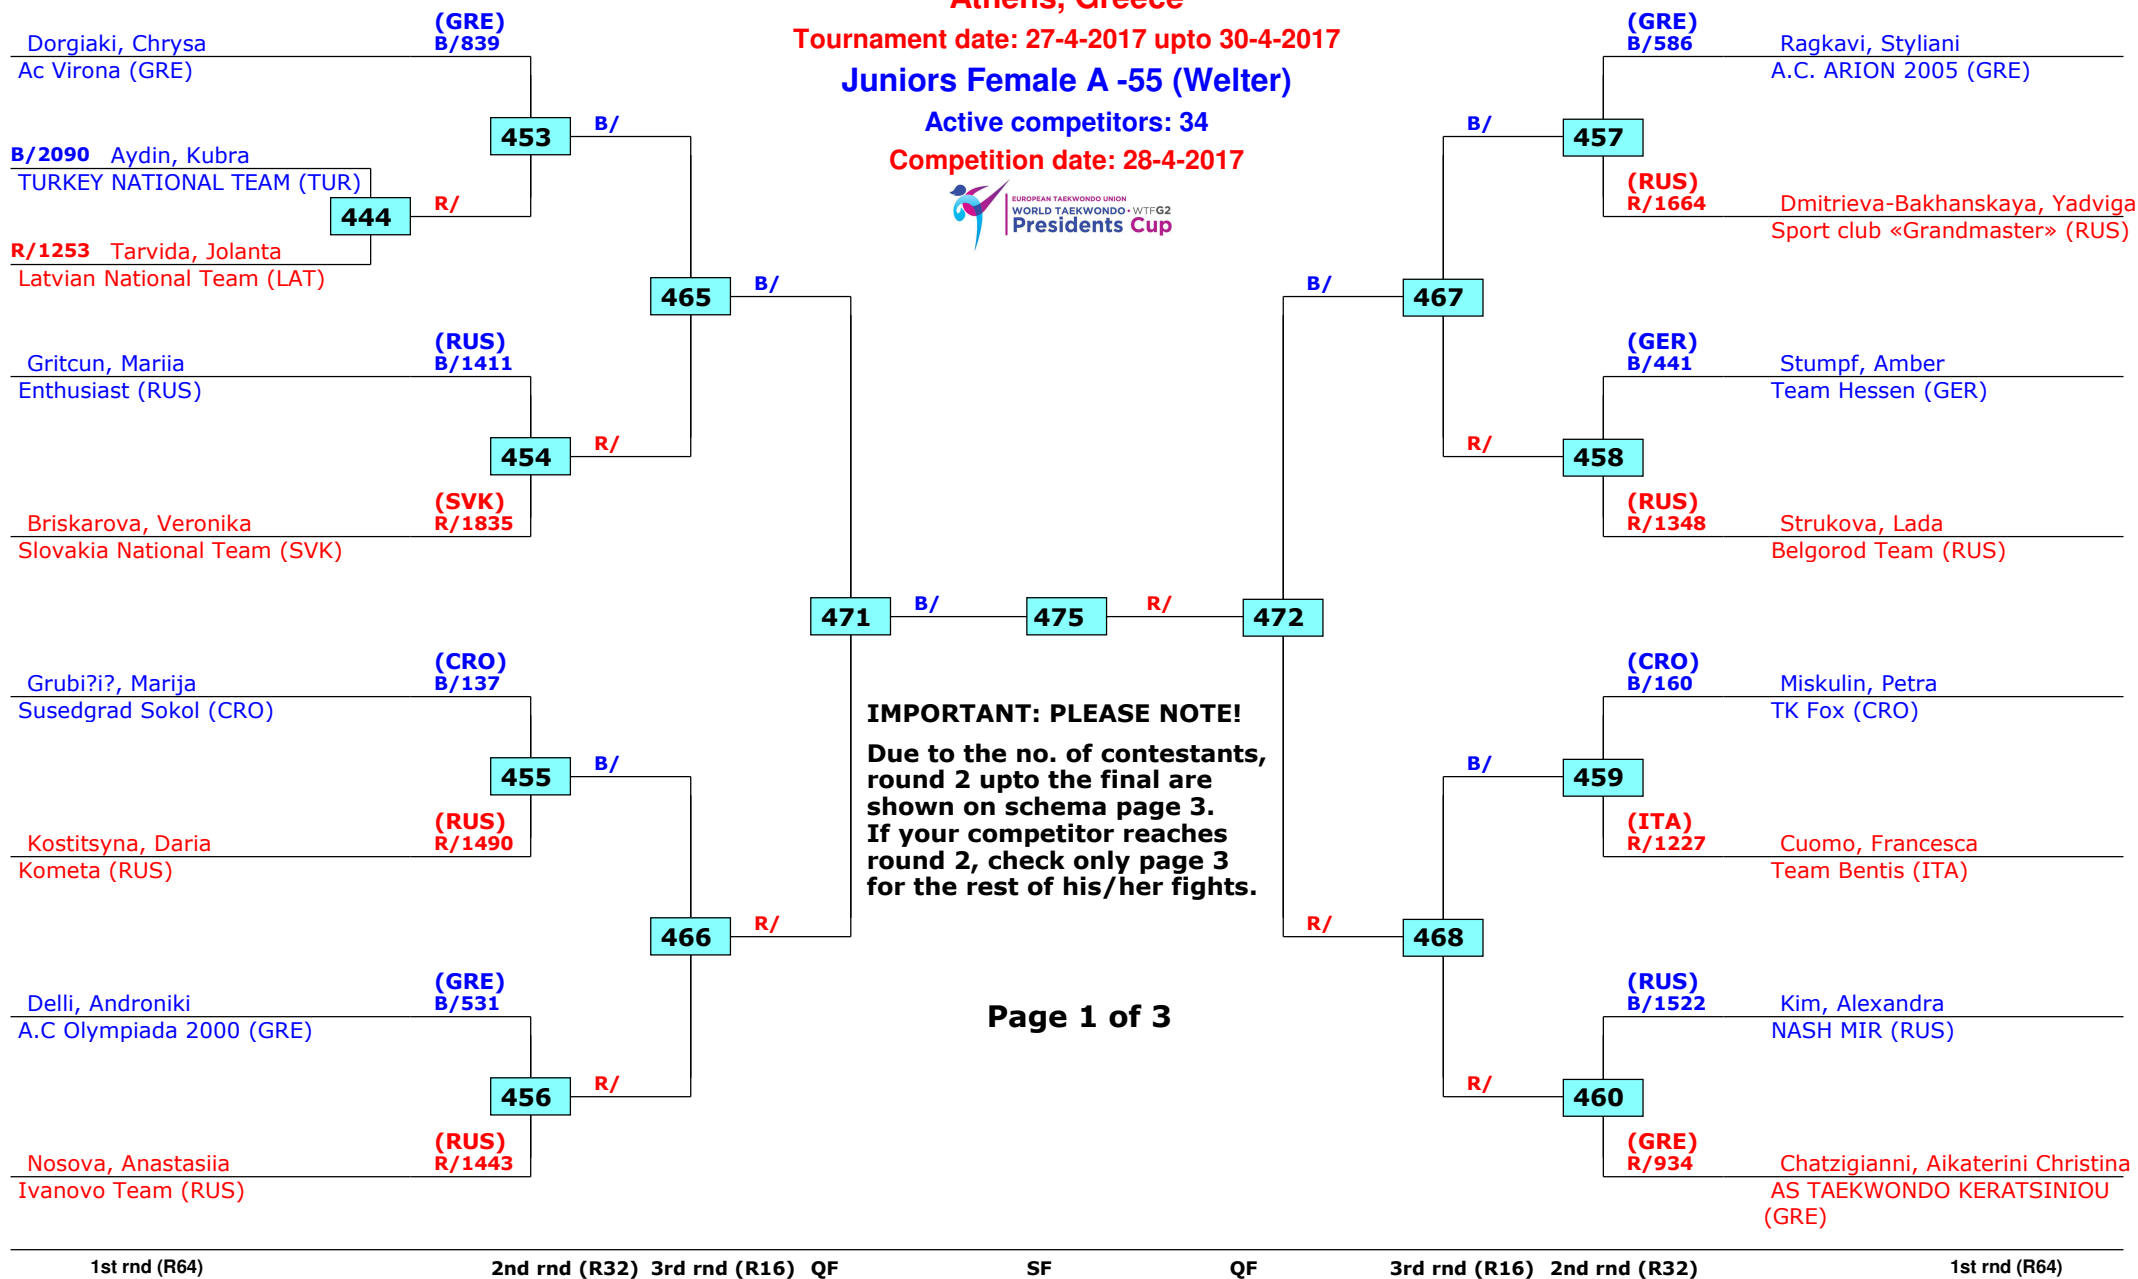 Athens, Greece
Tournament date: 27-4-2017 upto 30-4-2017
Juniors Female A -55 (Welter)
Active competitors: 34
Competition date: 28-4-2017
EUROPEAN TAEKWONDO UNION
WORLD TAEKWONDO • WTFG2
Presidents Cup
(GRE)
Dorgiaki, Chrysa B/839
Ac Virona (GRE)
453 B/
B/2090 Aydin, Kubra
TURKEY NATIONAL TEAM (TUR)
444 R/
R/1253 Tarvida, Jolanta
Latvian National Team (LAT)
465 B/
(RUS)
Gritcun, Mariia B/1411
Enthusiast (RUS)
454 R/
(SVK)
Briskarova, Veronika R/1835
Slovakia National Team (SVK)
471 B/ 475 R/ 472
(CRO)
Grubi?i?, Marija B/137
Susedgrad Sokol (CRO)
455 B/
(RUS)
Kostitsyna, Daria R/1490
Kometa (RUS)
466 R/
(GRE)
Delli, Androniki B/531
A.C Olympiada 2000 (GRE)
456 R/
(RUS)
Nosova, Anastasiia R/1443
Ivanovo Team (RUS)
IMPORTANT: PLEASE NOTE!
Due to the no. of contestants,
round 2 upto the final are
shown on schema page 3.
If your competitor reaches
round 2, check only page 3
for the rest of his/her fights.
Page 1 of 3
(GRE)
B/586 Ragkavi, Styliani
A.C. ARION 2005 (GRE)
B/ 457
(RUS)
R/1664 Dmitrieva-Bakhanskaya, Yadviga
Sport club «Grandmaster» (RUS)
B/ 467
(GER)
B/441 Stumpf, Amber
Team Hessen (GER)
R/ 458
(RUS)
R/1348 Strukova, Lada
Belgorod Team (RUS)
(CRO)
B/160 Miskulin, Petra
TK Fox (CRO)
B/ 459
(ITA)
R/1227 Cuomo, Francesca
Team Bentis (ITA)
R/ 468
(RUS)
B/1522 Kim, Alexandra
NASH MIR (RUS)
R/ 460
(GRE)
R/934 Chatzigianni, Aikaterini Christina
AS TAEKWONDO KERATSINIOU
(GRE)
1st rnd (R64) 2nd rnd (R32) 3rd rnd (R16) QF SF QF 3rd rnd (R16) 2nd rnd (R32) 1st rnd (R64)